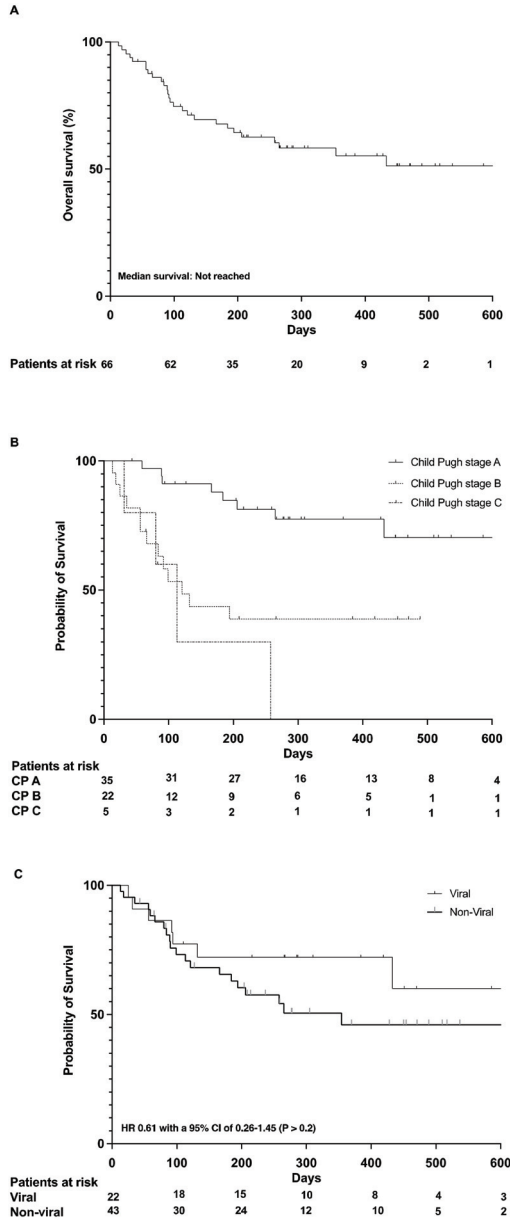 A
100
50
0
Overall survival (%)
Median survival: Not reached
0 100 200 300 400 500 600
Days
Patients at risk 66 62 35 20 9 2 1
B
100
50
0
Probability of Survival
Child Pugh stage A
Child Pugh stage B
Child Pugh stage C
0 100 200 300 400 500 600
Days
Patients at risk
CP A 35 31 27 16 13 8 4
CP B 22 12 9 6 5 1 1
CP C 5 3 2 1 1 1 1
C
100
50
0
Probability of Survival
Viral
Non-Viral
HR 0.61 with a 95% CI of 0.26-1.45 (P > 0.2)
0 100 200 300 400 500 600
Days
Patients at risk
Viral 22 18 15 10 8 4 3
Non-viral 43 30 24 12 10 5 2